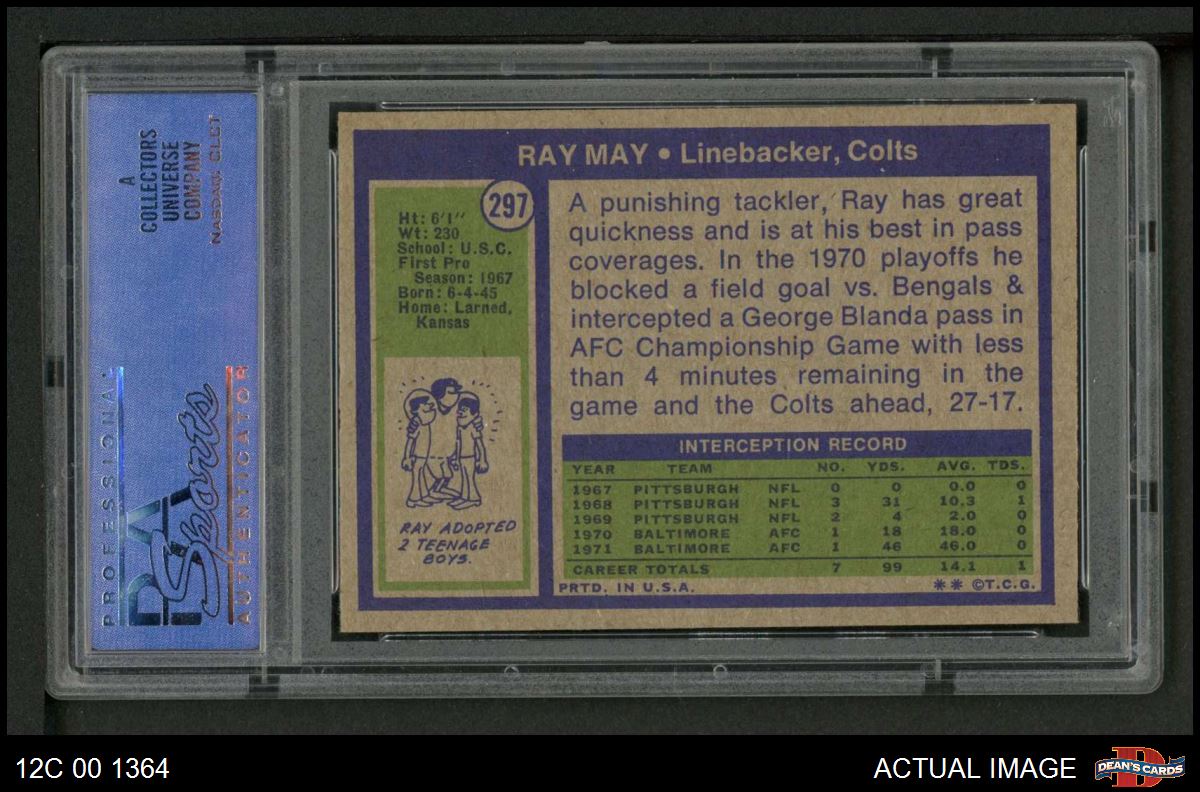 A
COLLECTORS
UNIVERSE
COMPANY
NASDAQ: CLCT
PROFESSIONAL
PSA
Sports
AUTHENTICATOR
RAY MAY • Linebacker, Colts
297
Ht: 6'1''
Wt: 230
School: U.S.C.
First Pro
Season: 1967
Born: 6-4-45
Home: Larned,
Kansas
RAY ADOPTED
2 TEENAGE
BOYS.
A punishing tackler, Ray has great
quickness and is at his best in pass
coverages. In the 1970 playoffs he
blocked a field goal vs. Bengals &
intercepted a George Blanda pass in
AFC Championship Game with less
than 4 minutes remaining in the
game and the Colts ahead, 27-17.
INTERCEPTION RECORD
YEAR TEAM NO. YDS. AVG. TDS.
1967 PITTSBURGH NFL 0 0 0.0 0
1968 PITTSBURGH NFL 3 31 10.3 1
1969 PITTSBURGH NFL 2 4 2.0 0
1970 BALTIMORE AFC 1 18 18.0 0
1971 BALTIMORE AFC 1 46 46.0 0
CAREER TOTALS 7 99 14.1 1
PRTD. IN U.S.A. ** ©T.C.G.
12C 00 1364
ACTUAL IMAGE
DEAN'S CARDS